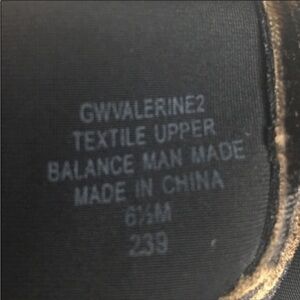 GWVALERINE2
TEXTILE UPPER
BALANCE MAN MADE
MADE IN CHINA
6½M
239